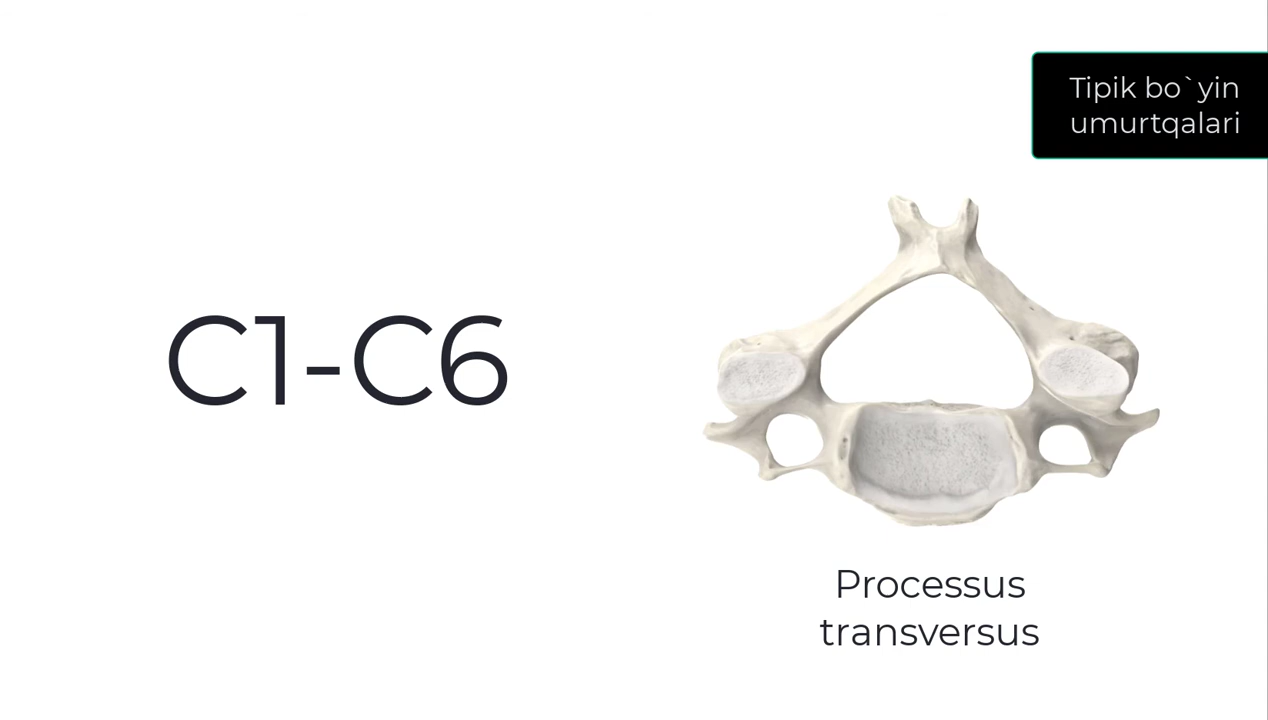 Tipik bo`yin
umurtqalari
C1-C6
Processus
transversus